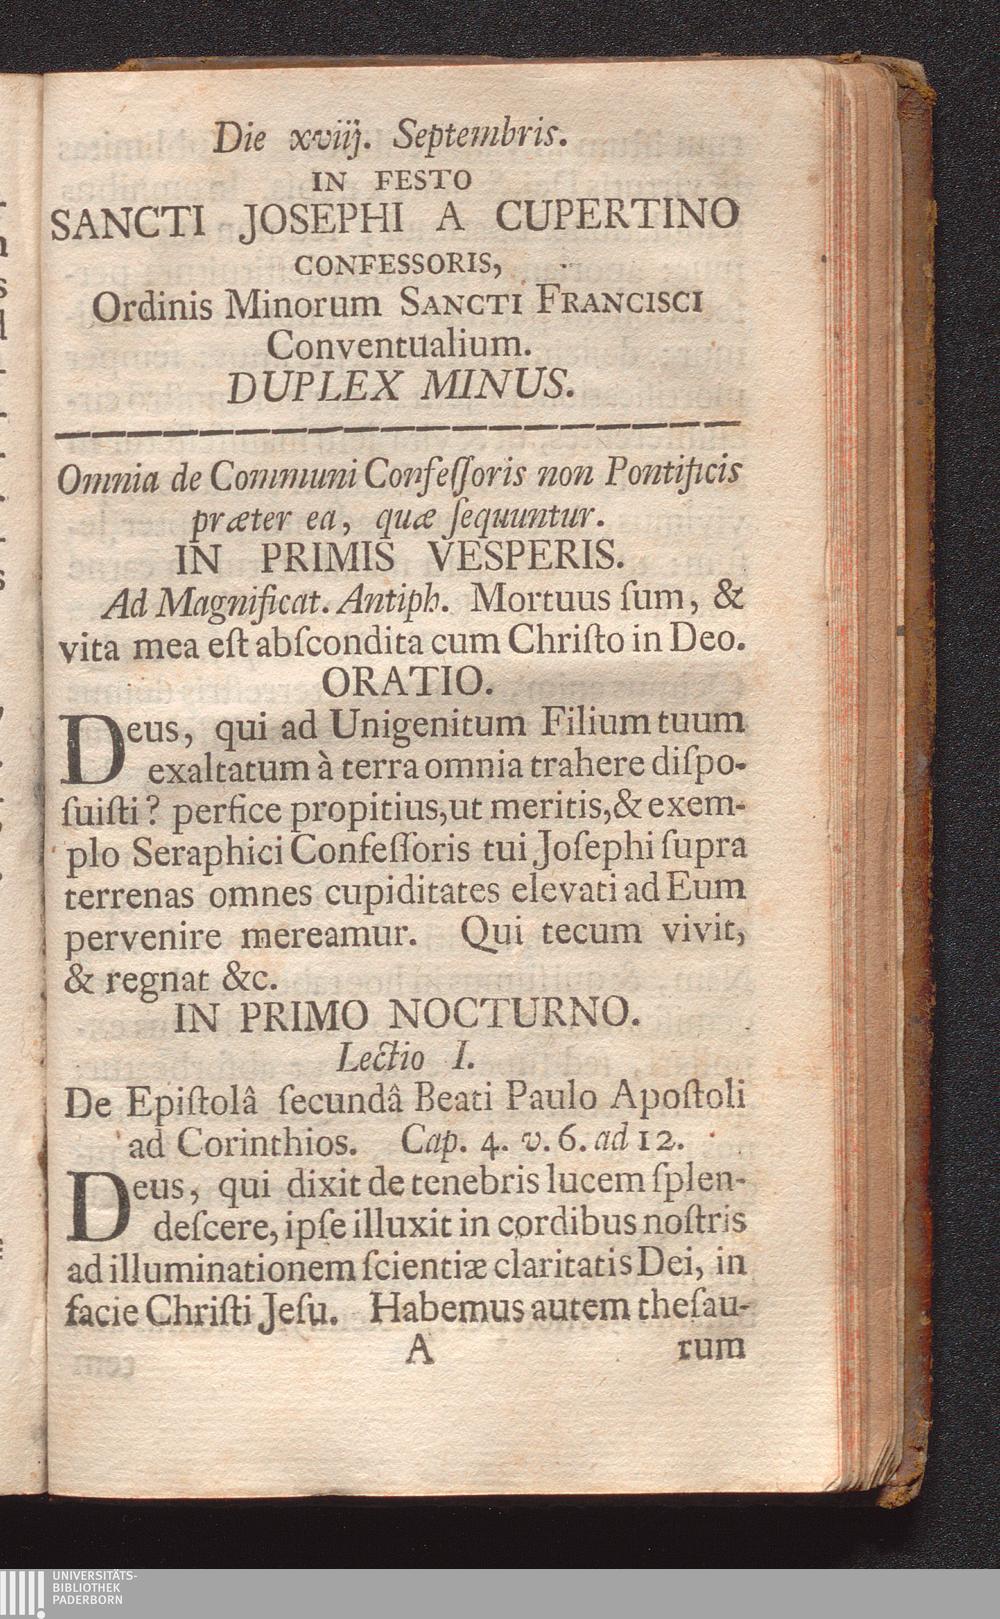 Die xviij. Septembris.
IN FESTO
SANCTI JOSEPHI A CUPERTINO
CONFESSORIS,
Ordinis Minorum SANCTI FRANCISCI
Conventualium.
DUPLEX MINUS.
Omnia de Communi Confeſſoris non Pontificis
præter ea, quæ ſequuntur.
IN PRIMIS VESPERIS.
Ad Magnificat. Antiph. Mortuus ſum, &
vita mea eſt abſcondita cum Chriſto in Deo.
ORATIO.
Deus, qui ad Unigenitum Filium tuum
exaltatum à terra omnia trahere diſpo-
ſuiſti? perfice propitius, ut meritis, & exem-
plo Seraphici Confeſſoris tui Joſephi ſupra
terrenas omnes cupiditates elevati ad Eum
pervenire mereamur. Qui tecum vivit,
& regnat &c.
IN PRIMO NOCTURNO.
Lectio I.
De Epiſtolâ ſecundâ Beati Paulo Apoſtoli
ad Corinthios. Cap. 4. v. 6. ad 12.
Deus, qui dixit de tenebris lucem ſplen-
deſcere, ipſe illuxit in cordibus noſtris
ad illuminationem ſcientiæ claritatis Dei, in
facie Chriſti Jeſu. Habemus autem theſau-
A rum
UNIVERSITÄTS-
BIBLIOTHEK
PADERBORN